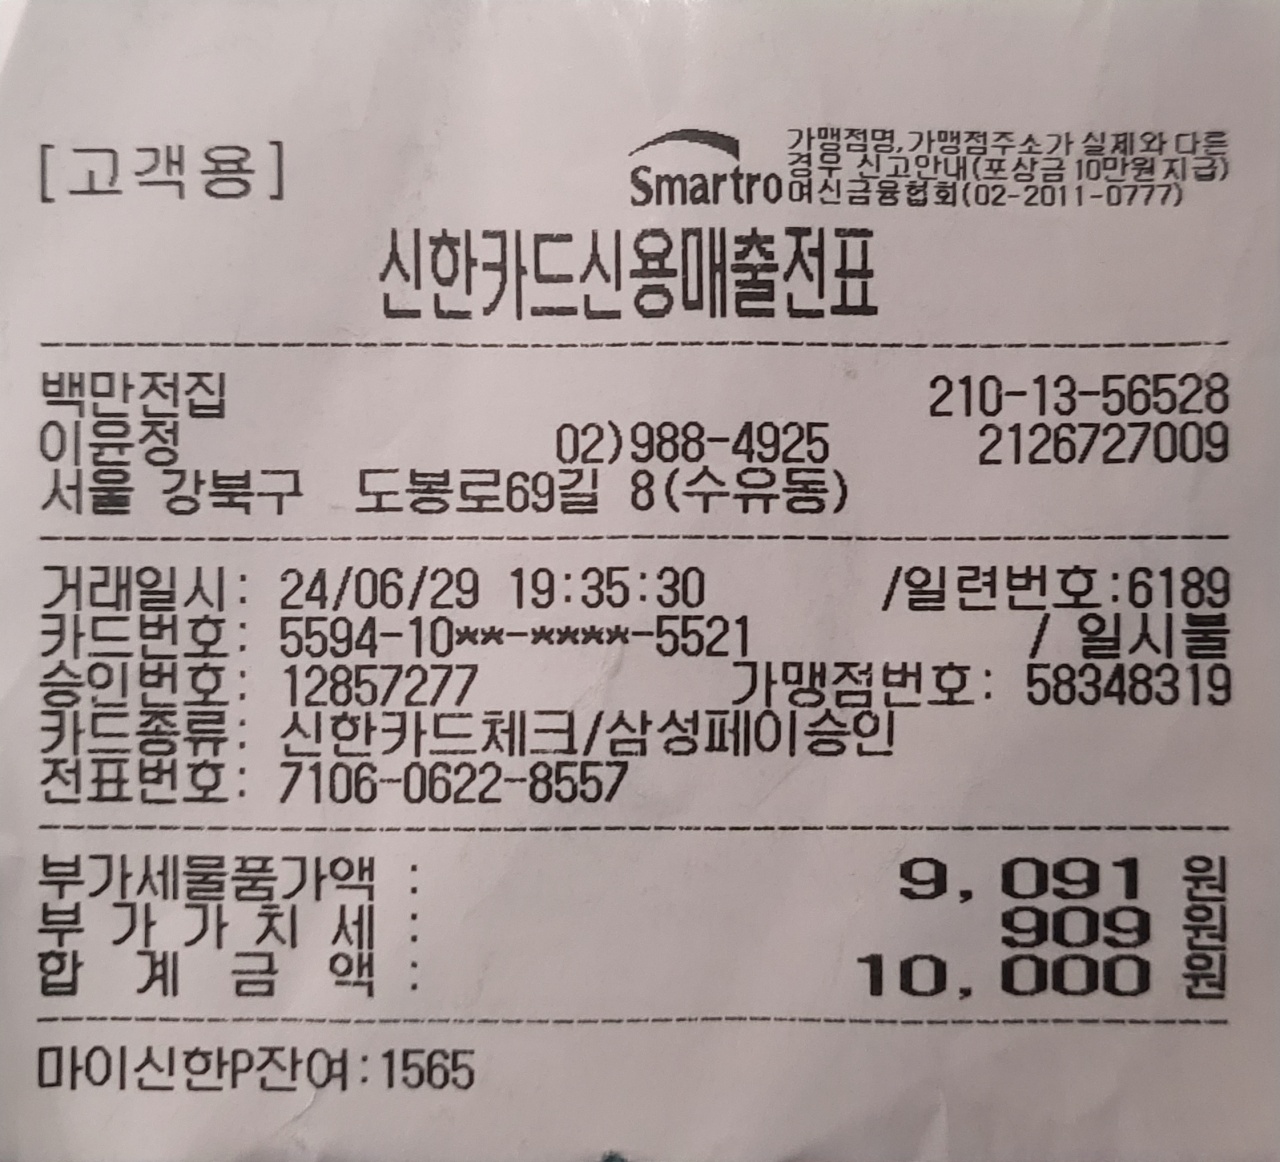 [고객용]
Smartro
가맹점명,가맹점주소가 실제와 다른
경우 신고안내(포상금 10만원 지급)
여신금융협회(02-2011-0777)
신한카드신용매출전표
백만전집 210-13-56528
이윤정 02)988-4925 2126727009
서울 강북구 도봉로69길 8(수유동)
거래일시: 24/06/29 19:35:30 /일련번호:6189
카드번호: 5594-10**-****-5521 / 일시불
승인번호: 12857277 가맹점번호: 58348319
카드종류: 신한카드체크/삼성페이승인
전표번호: 7106-0622-8557
부가세물품가액 : 9,091 원
부 가 가 치 세 : 909 원
합 계 금 액 : 10,000 원
마이신한P잔여:1565